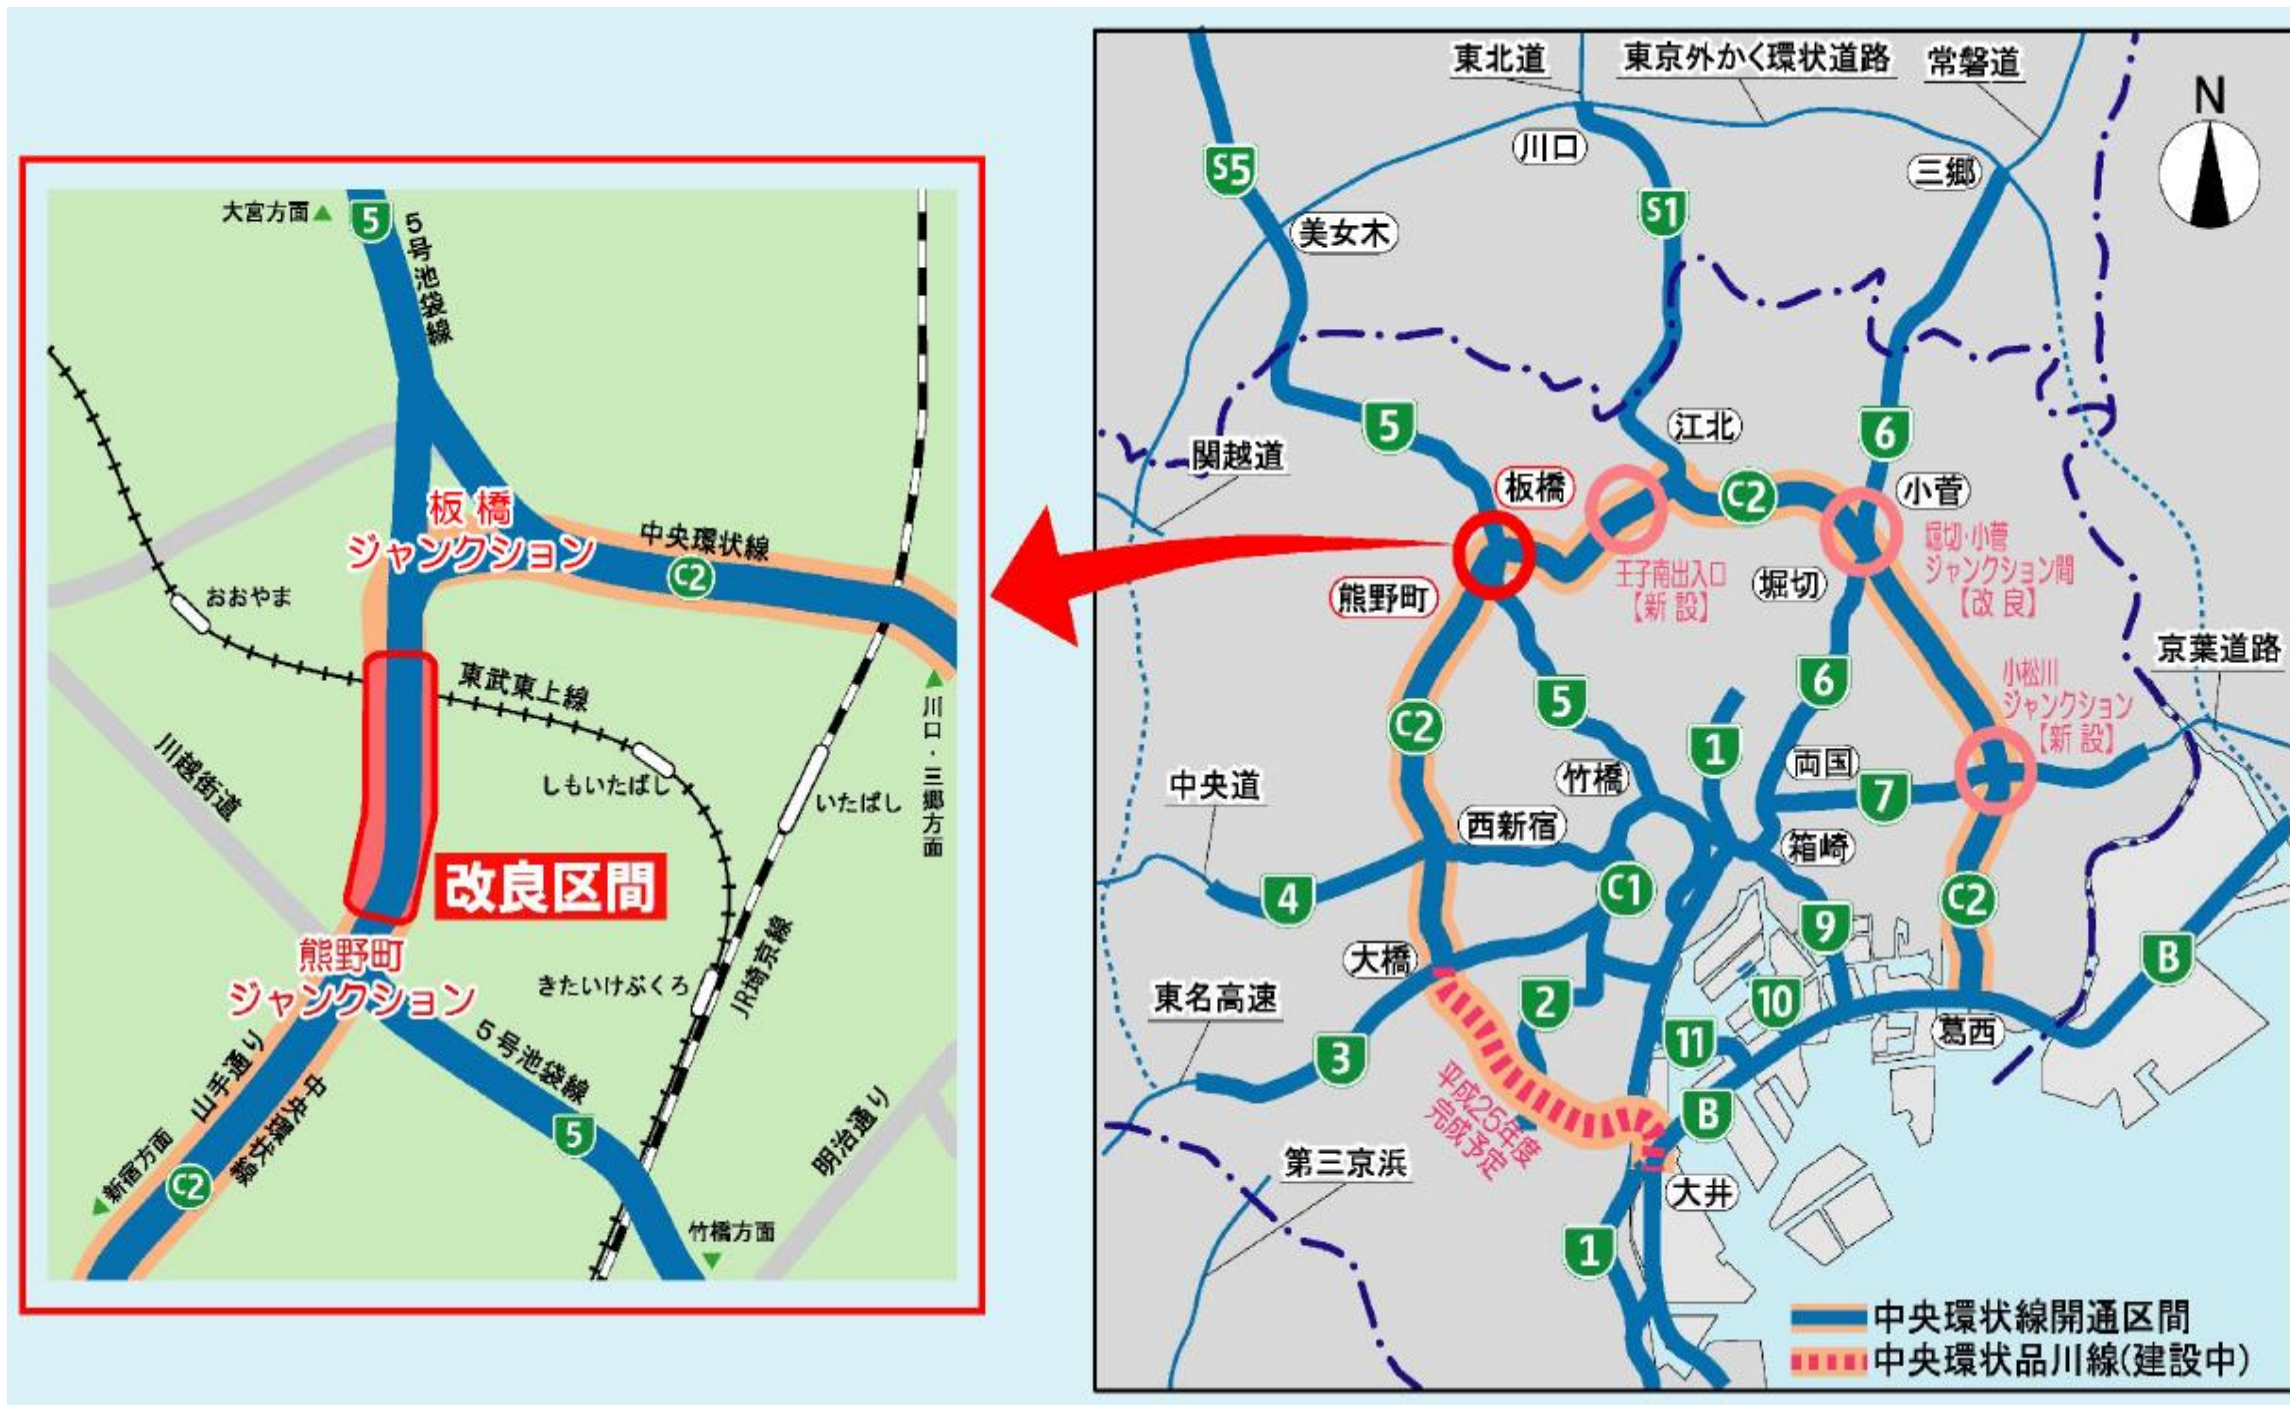 大宮方面
5
5号池袋線
板橋
ジャンクション
中央環状線
C2
おおやま
東武東上線
川越街道
しもいたばし
いたばし
川口・三郷方面
改良区間
熊野町
ジャンクション
きたいけぶくろ
JR埼京線
山手通り
中央環状線
5号池袋線
5
明治通り
新宿方面
C2
竹橋方面
東北道
東京外かく環状道路
常磐道
N
川口
三郷
S5
S1
美女木
5
江北
6
関越道
板橋
C2
小菅
堀切・小菅
ジャンクション間
【改良】
熊野町
王子南出入口
【新設】
堀切
京葉道路
小松川
ジャンクション
【新設】
5
6
C2
1
両国
竹橋
7
中央道
西新宿
箱崎
4
C1
9
C2
大橋
B
東名高速
2
10
11
葛西
3
平成25年度
完成予定
B
第三京浜
大井
1
中央環状線開通区間
中央環状品川線(建設中)